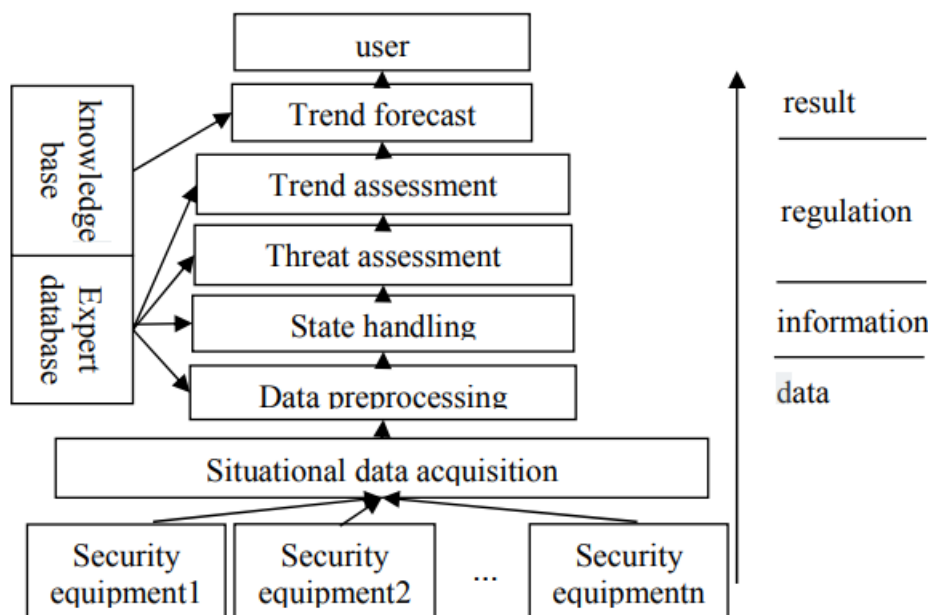 user
Trend forecast
Trend assessment
Threat assessment
State handling
Data preprocessing
Situational data acquisition
Security
equipment1
Security
equipment2
...
Security
equipmentn
knowledge
base
Expert
database
result
regulation
information
data